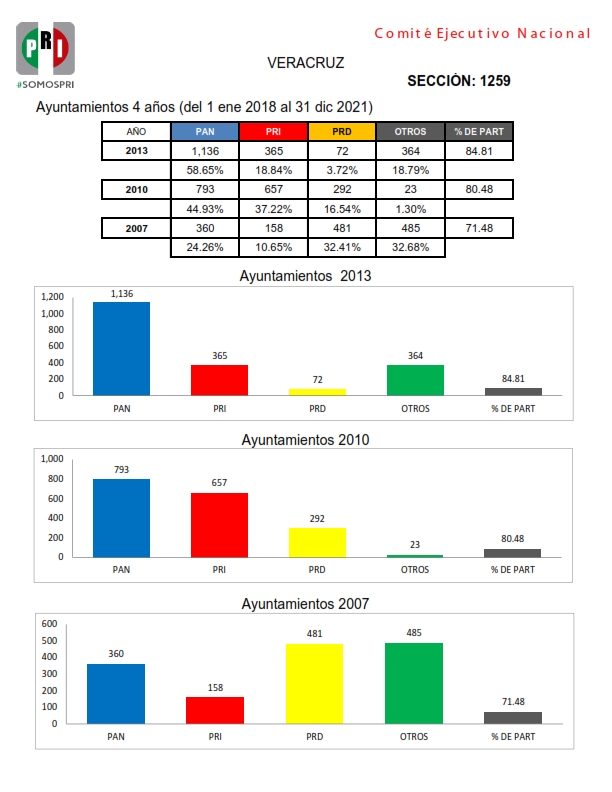 Comité Ejecutivo Nacional
PRI
#SOMOSPRI
VERACRUZ
SECCIÓN: 1259
Ayuntamientos 4 años (del 1 ene 2018 al 31 dic 2021)
AÑO PAN PRI PRD OTROS % DE PART
2013 1,136 365 72 364 84.81
58.65% 18.84% 3.72% 18.79%
2010 793 657 292 23 80.48
44.93% 37.22% 16.54% 1.30%
2007 360 158 481 485 71.48
24.26% 10.65% 32.41% 32.68%
Ayuntamientos 2013
1,200
1,000
800
600
400
200
0
1,136 365 72 364 84.81
PAN PRI PRD OTROS % DE PART
Ayuntamientos 2010
1,000
800
600
400
200
0
793 657 292 23 80.48
PAN PRI PRD OTROS % DE PART
Ayuntamientos 2007
600
500
400
300
200
100
0
360 158 481 485 71.48
PAN PRI PRD OTROS % DE PART